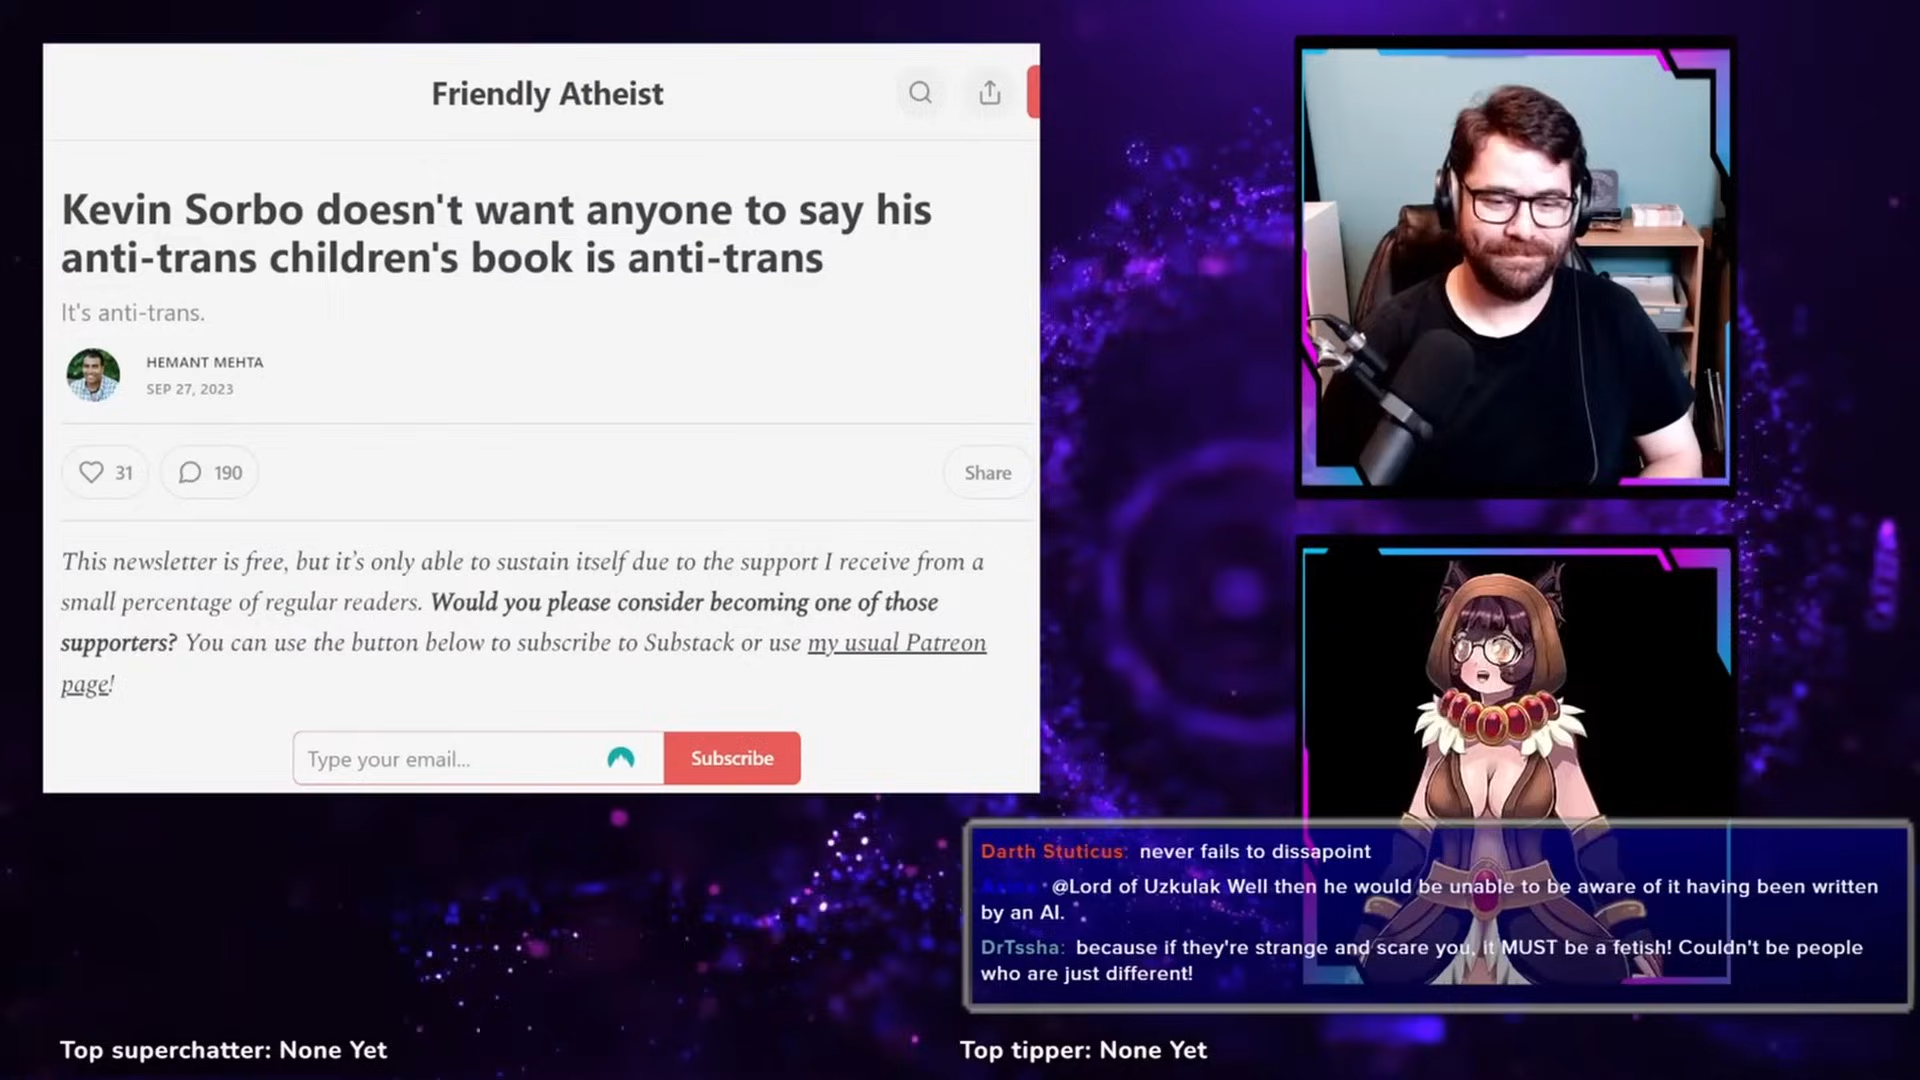 Friendly Atheist
Kevin Sorbo doesn't want anyone to say his
anti-trans children's book is anti-trans
It's anti-trans.
HEMANT MEHTA
SEP 27, 2023
31
190
Share
This newsletter is free, but it's only able to sustain itself due to the support I receive from a
small percentage of regular readers. Would you please consider becoming one of those
supporters? You can use the button below to subscribe to Substack or use my usual Patreon
page!
Type your email...
Subscribe
Darth Stuticus: never fails to dissapoint
@Lord of Uzkulak Well then he would be unable to be aware of it having been written
by an AI.
DrTssha: because if they're strange and scare you, it MUST be a fetish! Couldn't be people
who are just different!
Top superchatter: None Yet
Top tipper: None Yet